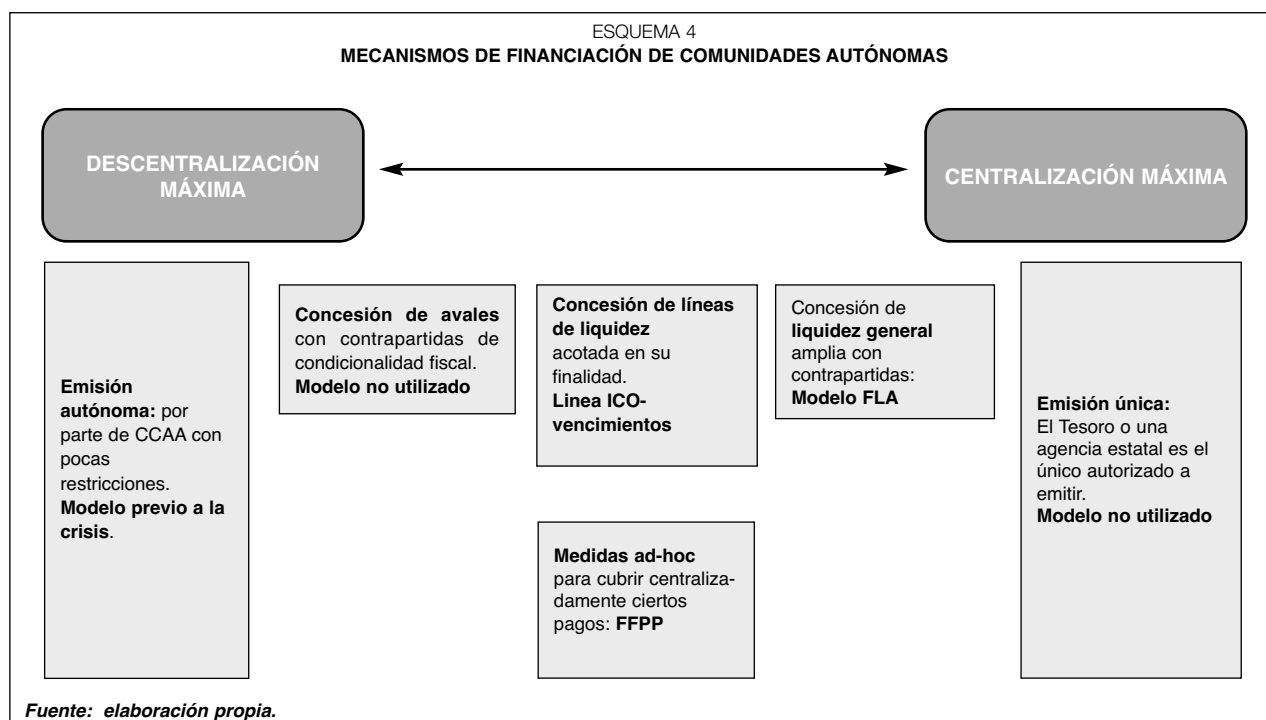 ESQUEMA 4
MECANISMOS DE FINANCIACIÓN DE COMUNIDADES AUTÓNOMAS
DESCENTRALIZACIÓN
MÁXIMA
CENTRALIZACIÓN MÁXIMA
Emisión
autónoma: por
parte de CCAA con
pocas
restricciones.
Modelo previo a la
crisis.
Concesión de avales
con contrapartidas de
condicionalidad fiscal.
Modelo no utilizado
Concesión de líneas
de liquidez
acotada en su
finalidad.
Linea ICO-
vencimientos
Medidas ad-hoc
para cubrir centraliza-
damente ciertos
pagos: FFPP
Concesión de
liquidez general
amplia con
contrapartidas:
Modelo FLA
Emisión única:
El Tesoro o una
agencia estatal es el
único autorizado a
emitir.
Modelo no utilizado
Fuente: elaboración propia.